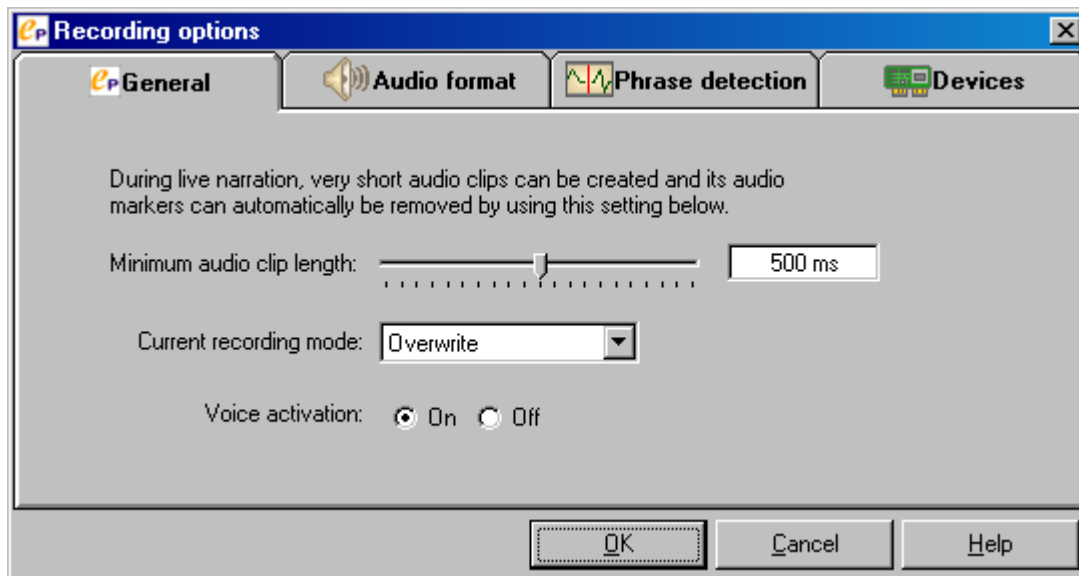 eP Recording options
eP General Audio format Phrase detection Devices
During live narration, very short audio clips can be created and its audio
markers can automatically be removed by using this setting below.
Minimum audio clip length: 500 ms
Current recording mode: Overwrite
Voice activation: On Off
OK Cancel Help